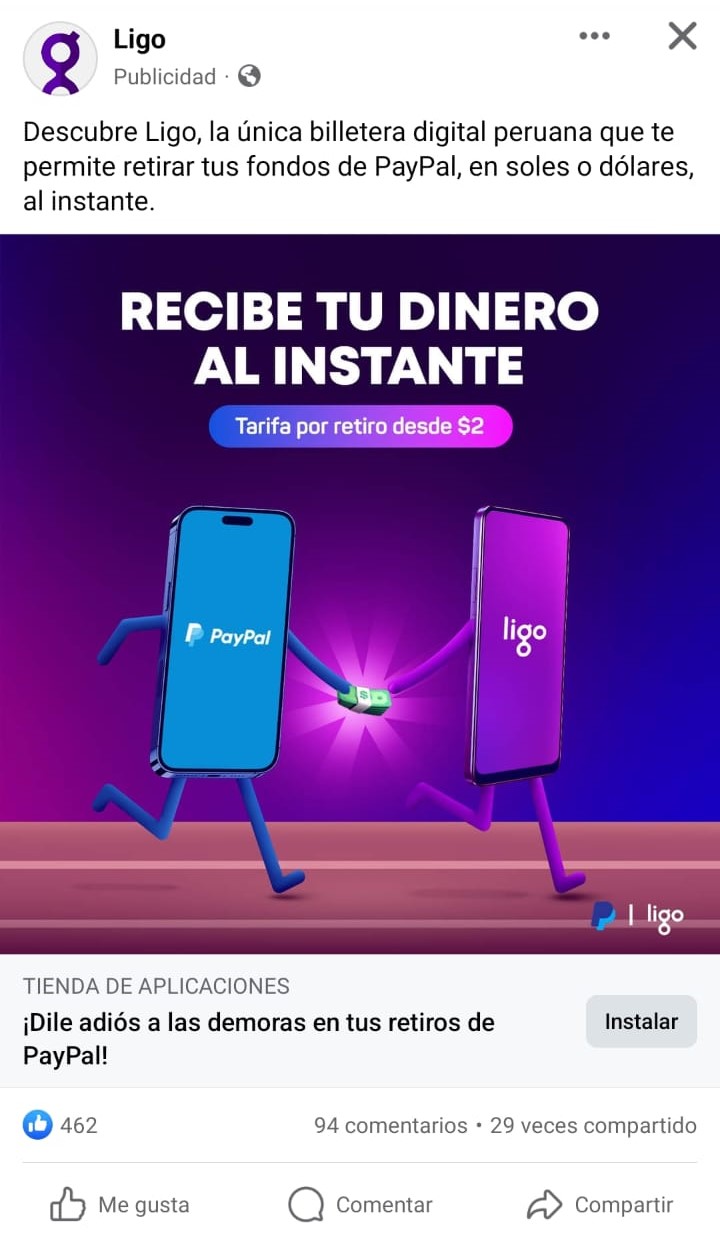 Ligo
Publicidad ·
Descubre Ligo, la única billetera digital peruana que te
permite retirar tus fondos de PayPal, en soles o dólares,
al instante.
RECIBE TU DINERO
AL INSTANTE
Tarifa por retiro desde $2
PayPal
ligo
ligo
TIENDA DE APLICACIONES
¡Dile adiós a las demoras en tus retiros de
PayPal!
Instalar
462
94 comentarios • 29 veces compartido
Me gusta
Comentar
Compartir